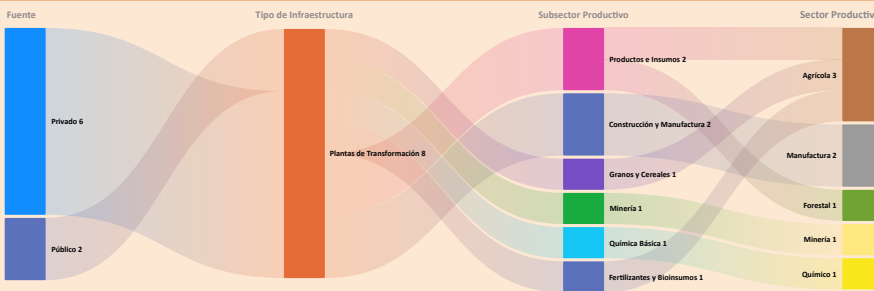 Fuente
Tipo de Infraestructura
Subsector Productivo
Sector Productiv
Privado 6
Público 2
Plantas de Transformación 8
Productos e Insumos 2
Construcción y Manufactura 2
Granos y Cereales 1
Minería 1
Química Básica 1
Fertilizantes y Bioinsumos 1
Agrícola 3
Manufactura 2
Forestal 1
Minería 1
Químico 1